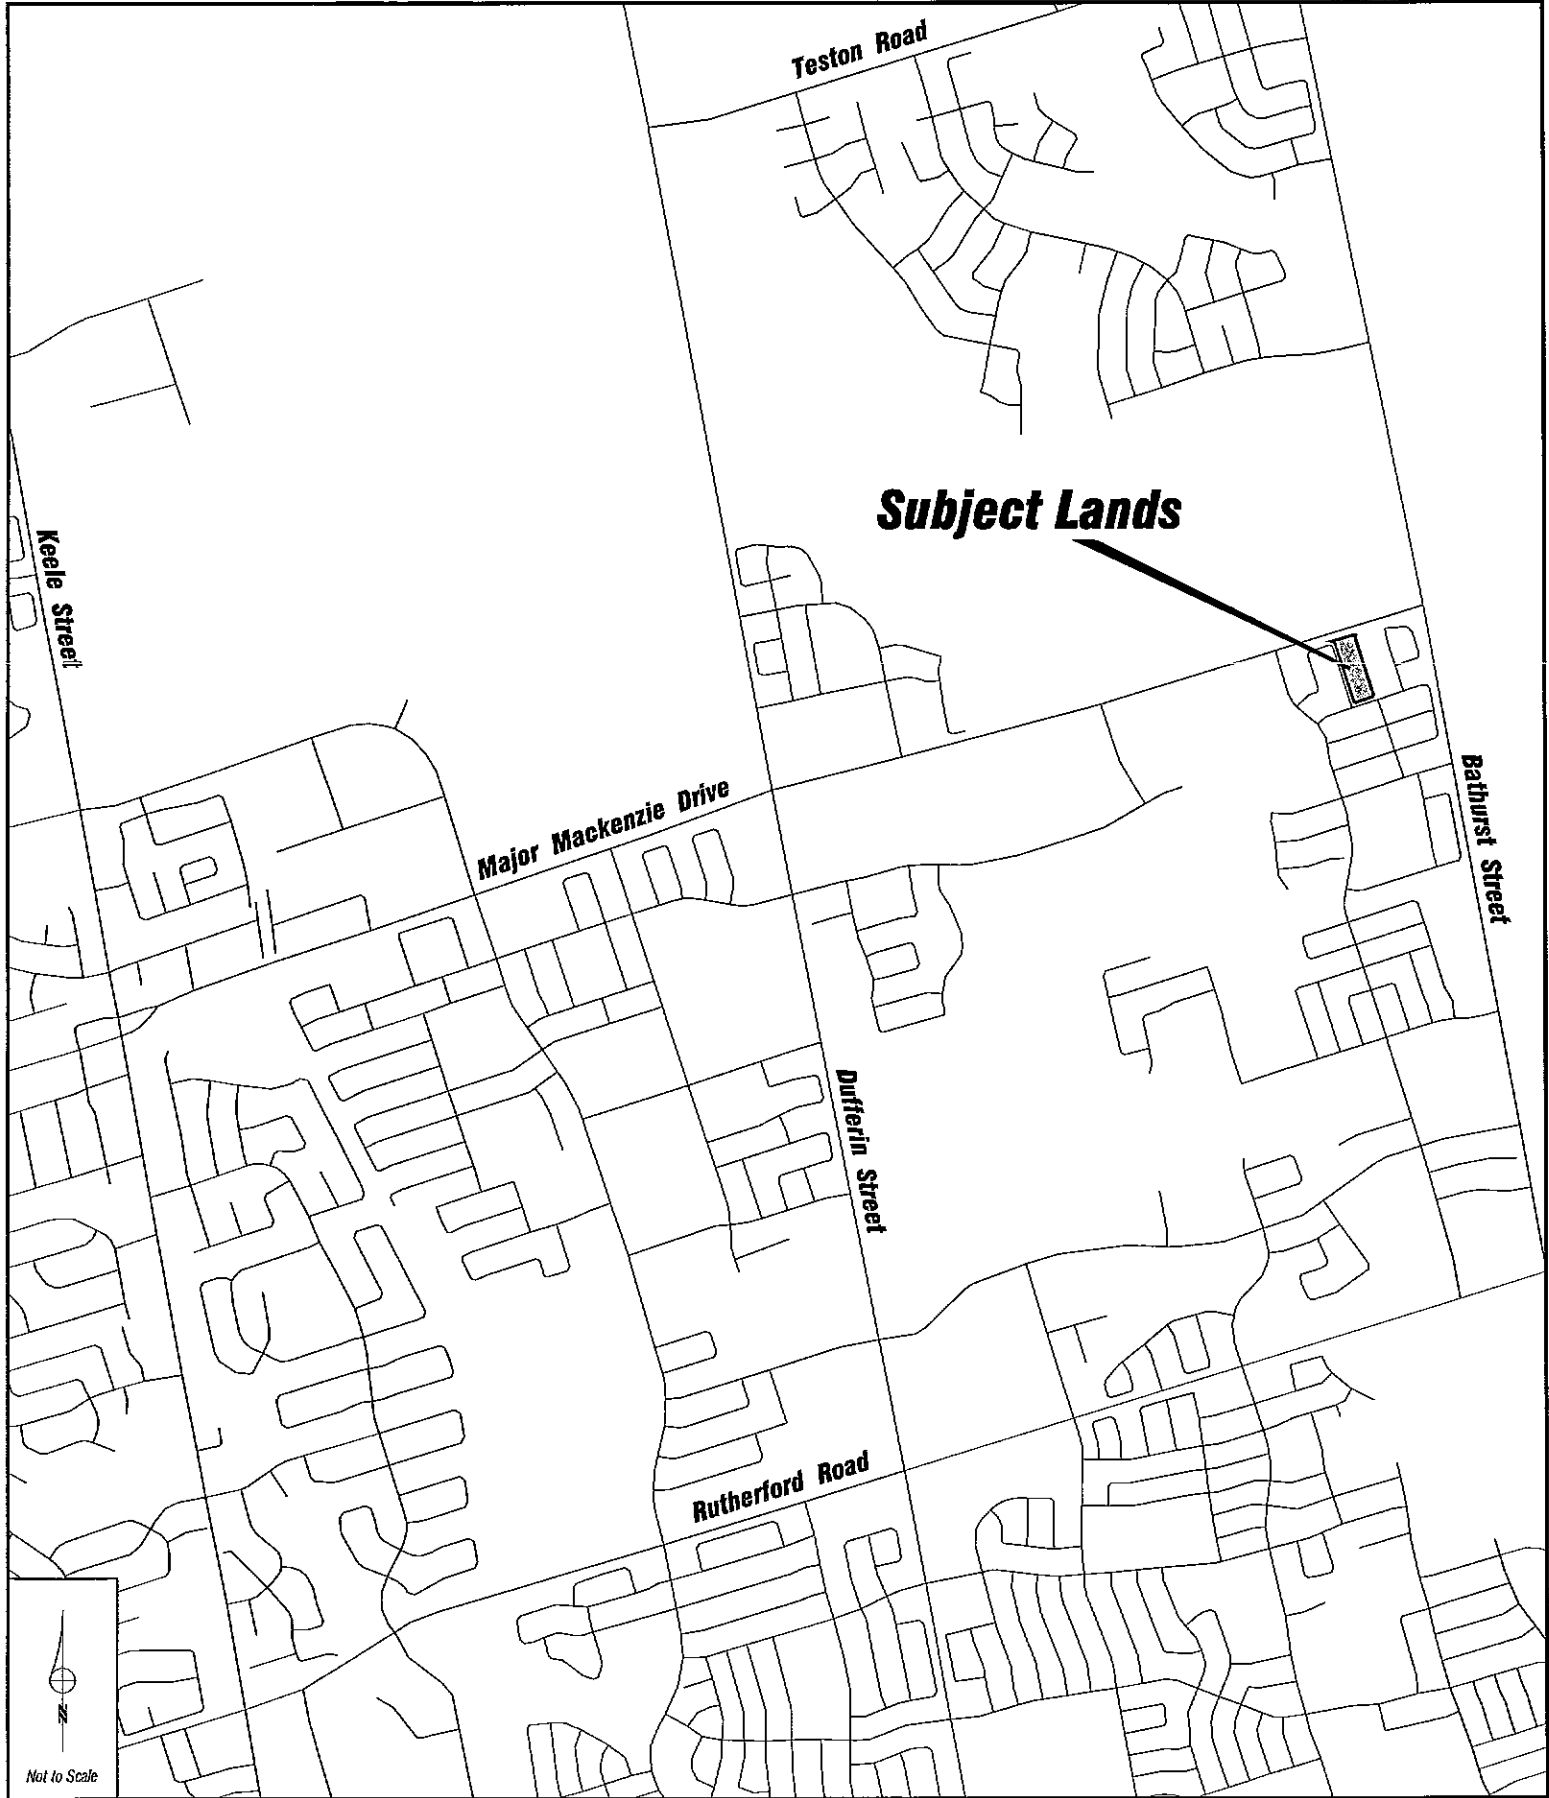 Teston Road
Subject Lands
Keele Street
Major Mackenzie Drive
Bathurst Street
Dufferin Street
Rutherford Road
N
Not to Scale